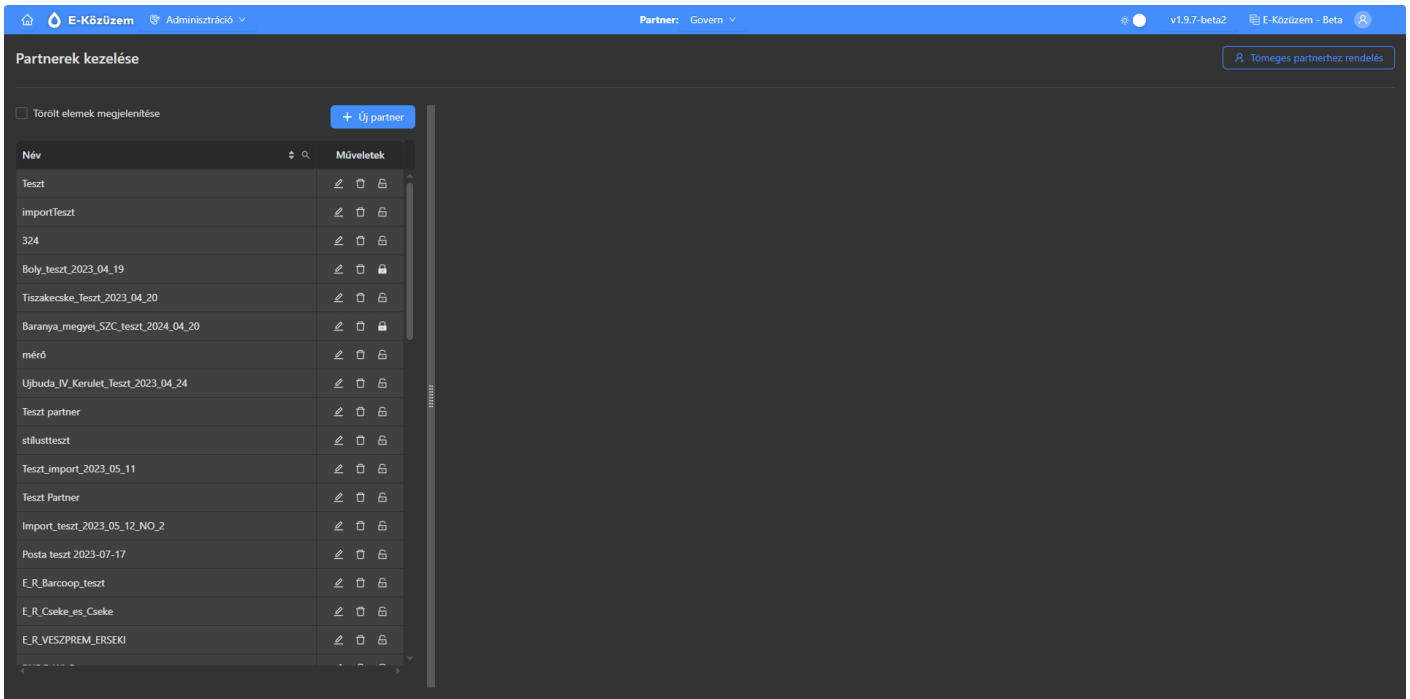 E-Közüzem Adminisztráció Partner: Govern v1.9.7-beta2 E-Közüzem - Beta
Partnerek kezelése Tömeges partnerhez rendelés
Törölt elemek megjelenítése + Új partner
Név Műveletek
Teszt
importTeszt
324
Boly_teszt_2023_04_19
Tiszakecske_Teszt_2023_04_20
Baranya_megyei_SZC_teszt_2024_04_20
mérő
Ujbuda_IV_Kerulet_Teszt_2023_04_24
Teszt partner
stílustteszt
Teszt_import_2023_05_11
Teszt Partner
Import_teszt_2023_05_12_NO_2
Posta teszt 2023-07-17
E_R_Barcoop_teszt
E_R_Cseke_es_Cseke
E_R_VESZPREM_ERSEKI